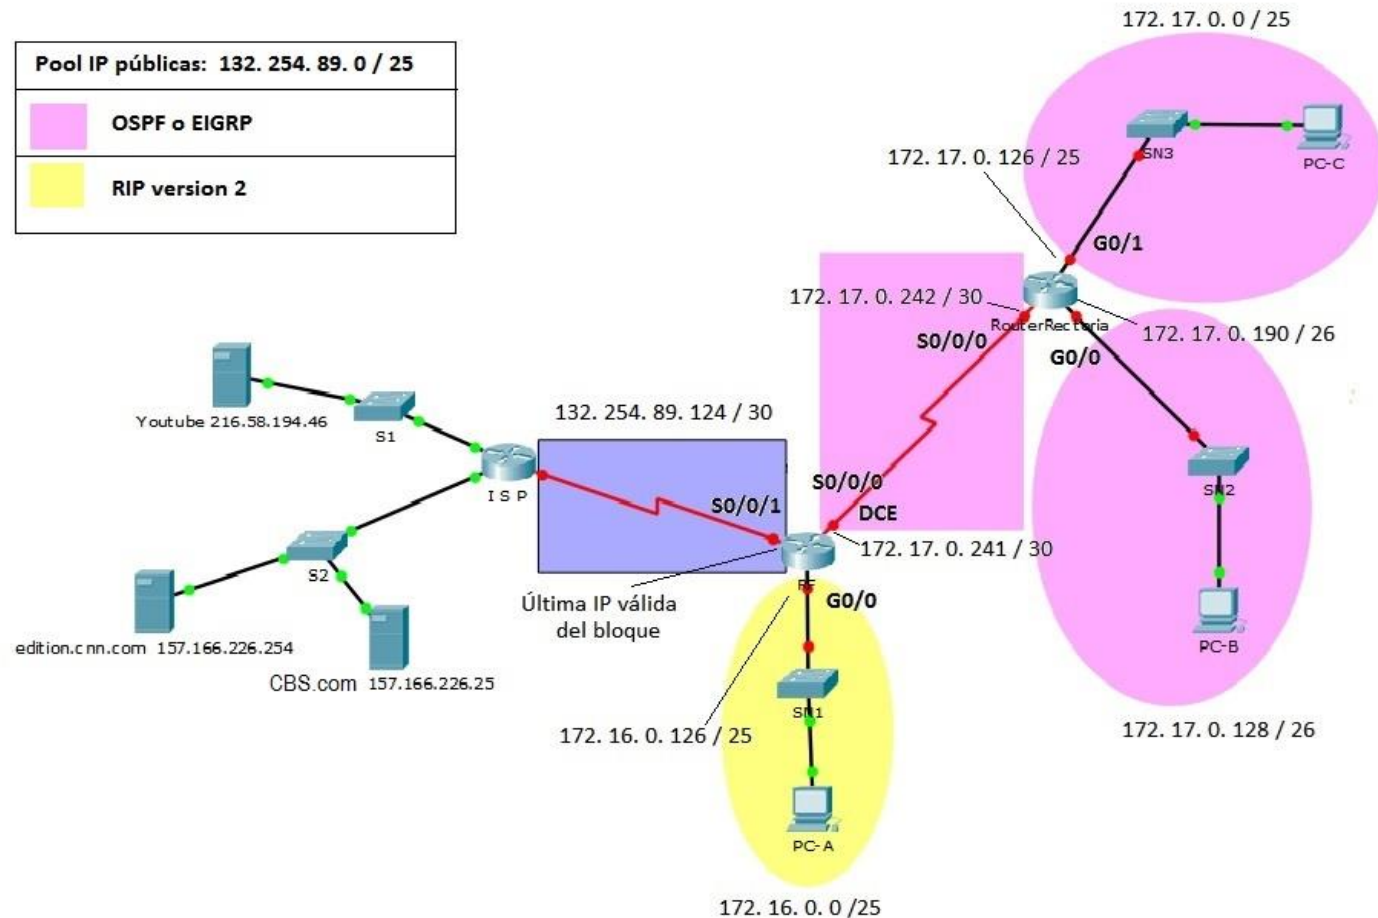 172. 17. 0. 0 / 25
Pool IP públicas: 132. 254. 89. 0 / 25
OSPF o EIGRP
RIP version 2
SN3
PC-C
172. 17. 0. 126 / 25
G0/1
172. 17. 0. 242 / 30
RouterRectoria
S0/0/0
172. 17. 0. 190 / 26
G0/0
Youtube 216.58.194.46
S1
132. 254. 89. 124 / 30
I S P
S0/0/1
S0/0/0
DCE
SN2
172. 17. 0. 241 / 30
S2
Última IP válida
del bloque
G0/0
edition.cnn.com 157.166.226.254
CBS.com 157.166.226.25
PC-B
SN1
172. 16. 0. 126 / 25
172. 17. 0. 128 / 26
PC-A
172. 16. 0. 0 /25